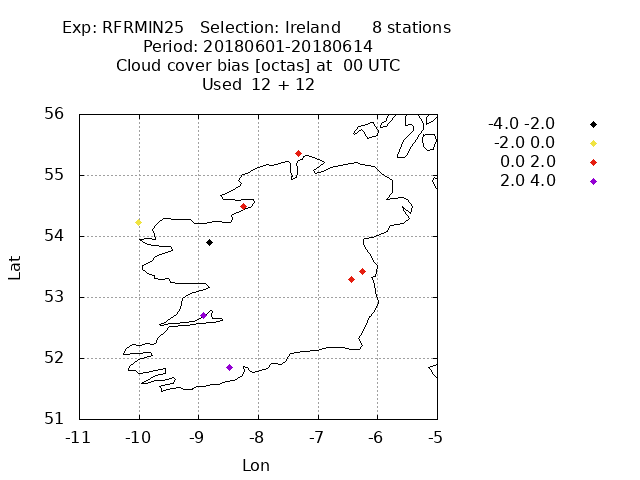 Exp: RFRMIN25   Selection: Ireland      8 stations
Period: 20180601-20180614
Cloud cover bias [octas] at  00 UTC
Used  12 + 12
-4.0 -2.0
-2.0 0.0
0.0 2.0
2.0 4.0
56
55
54
53
52
51
Lat
-11 -10 -9 -8 -7 -6 -5
Lon